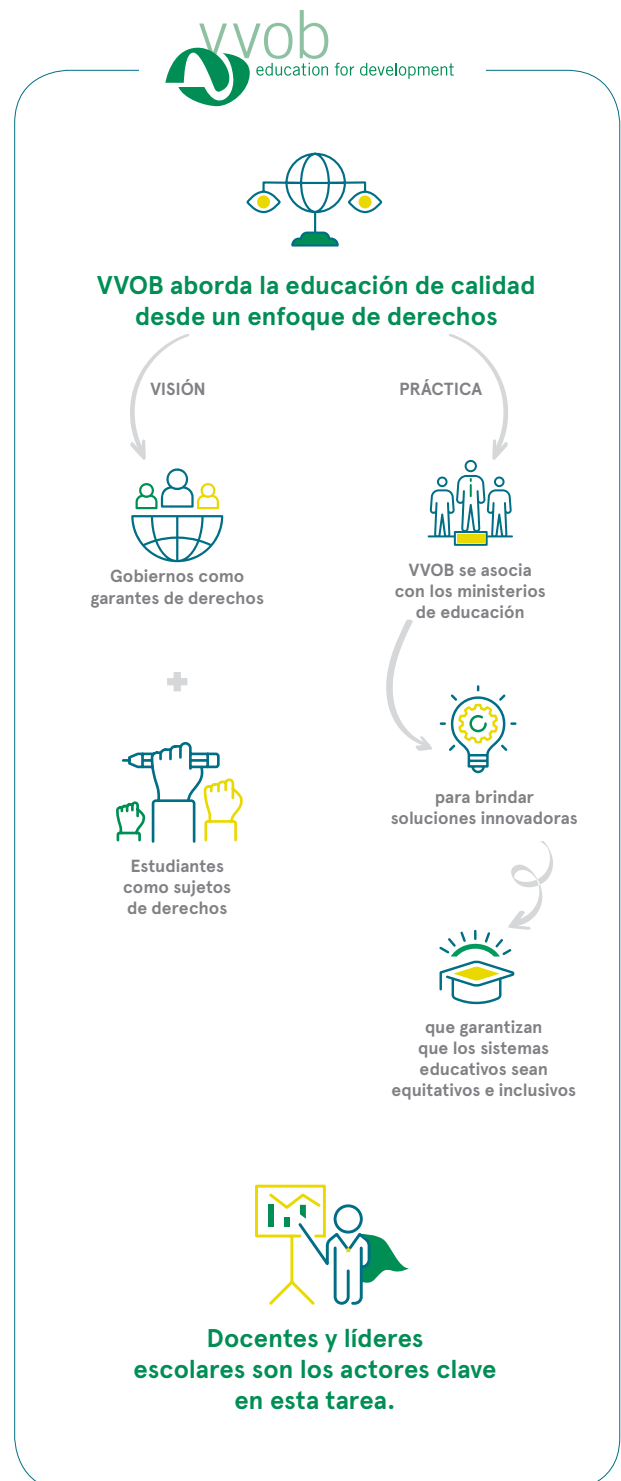 vvob
education for development
VVOB aborda la educación de calidad
desde un enfoque de derechos
VISIÓN
Gobiernos como
garantes de derechos
Estudiantes
como sujetos
de derechos
PRÁCTICA
VVOB se asocia
con los ministerios
de educación
para brindar
soluciones innovadoras
que garantizan
que los sistemas
educativos sean
equitativos e inclusivos
Docentes y líderes
escolares son los actores clave
en esta tarea.